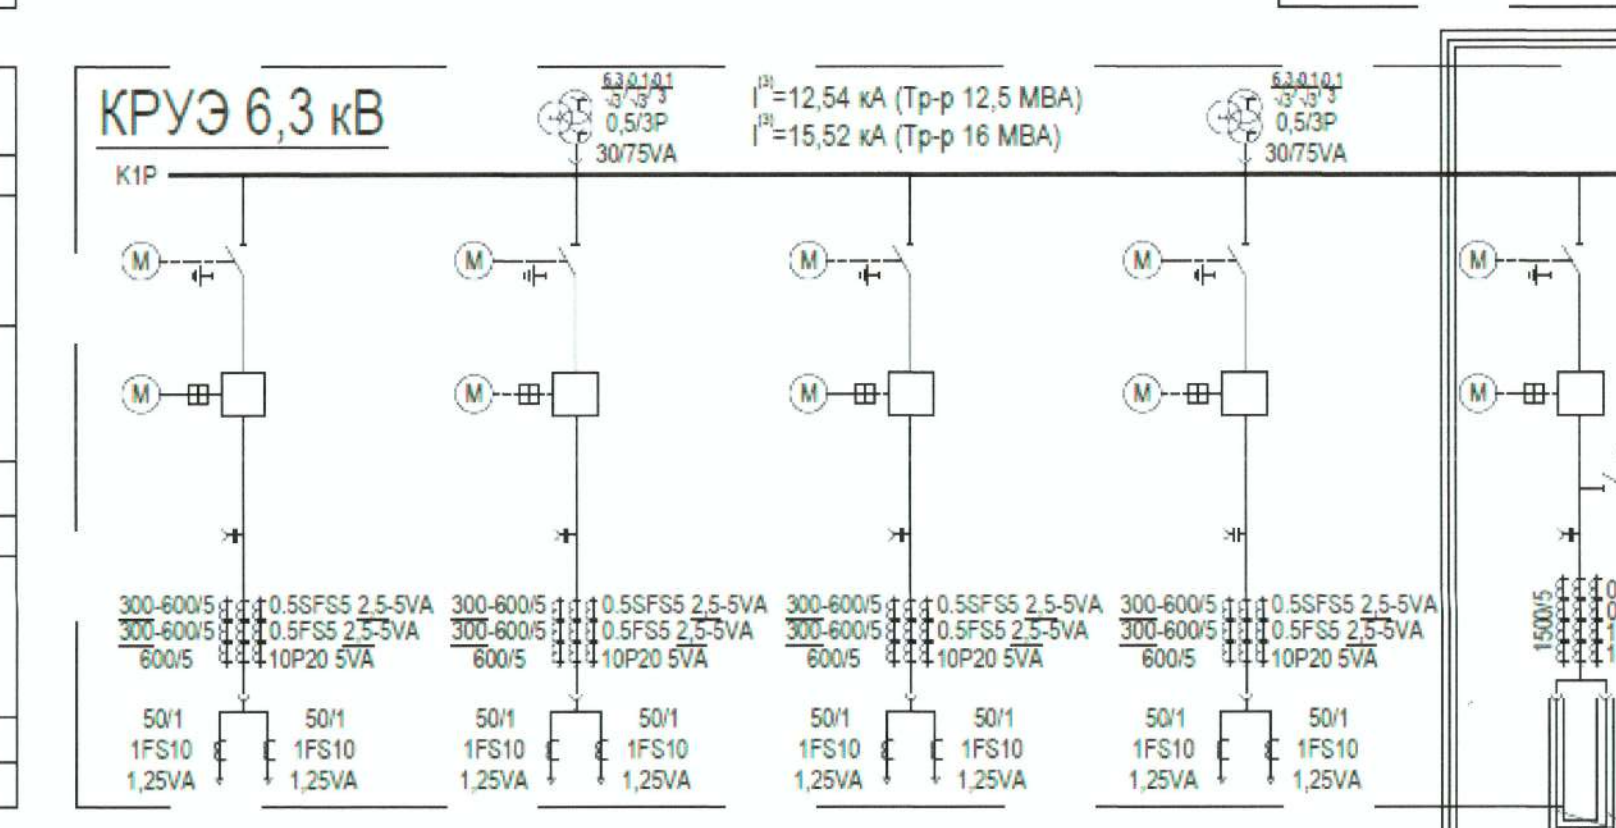 КРУЭ 6,3 кВ
6,3/0,1/0,1
√3/√3/3
0,5/3P
30/75VA
I⁽³⁾=12,54 кА (Тр-р 12,5 МВА)
I⁽³⁾=15,52 кА (Тр-р 16 МВА)
6,3/0,1/0,1
√3/√3/3
0,5/3P
30/75VA
K1P
M M M M M
M M M M M
300-600/5 0.5SFS5 2,5-5VA 300-600/5 0.5SFS5 2,5-5VA 300-600/5 0.5SFS5 2,5-5VA 300-600/5 0.5SFS5 2,5-5VA
300-600/5 0.5FS5 2,5-5VA 300-600/5 0.5FS5 2,5-5VA 300-600/5 0.5FS5 2,5-5VA 300-600/5 0.5FS5 2,5-5VA
600/5 10P20 5VA 600/5 10P20 5VA 600/5 10P20 5VA 600/5 10P20 5VA
1500/5
50/1 50/1 50/1 50/1 50/1 50/1 50/1 50/1
1FS10 1FS10 1FS10 1FS10 1FS10 1FS10 1FS10 1FS10
1,25VA 1,25VA 1,25VA 1,25VA 1,25VA 1,25VA 1,25VA 1,25VA